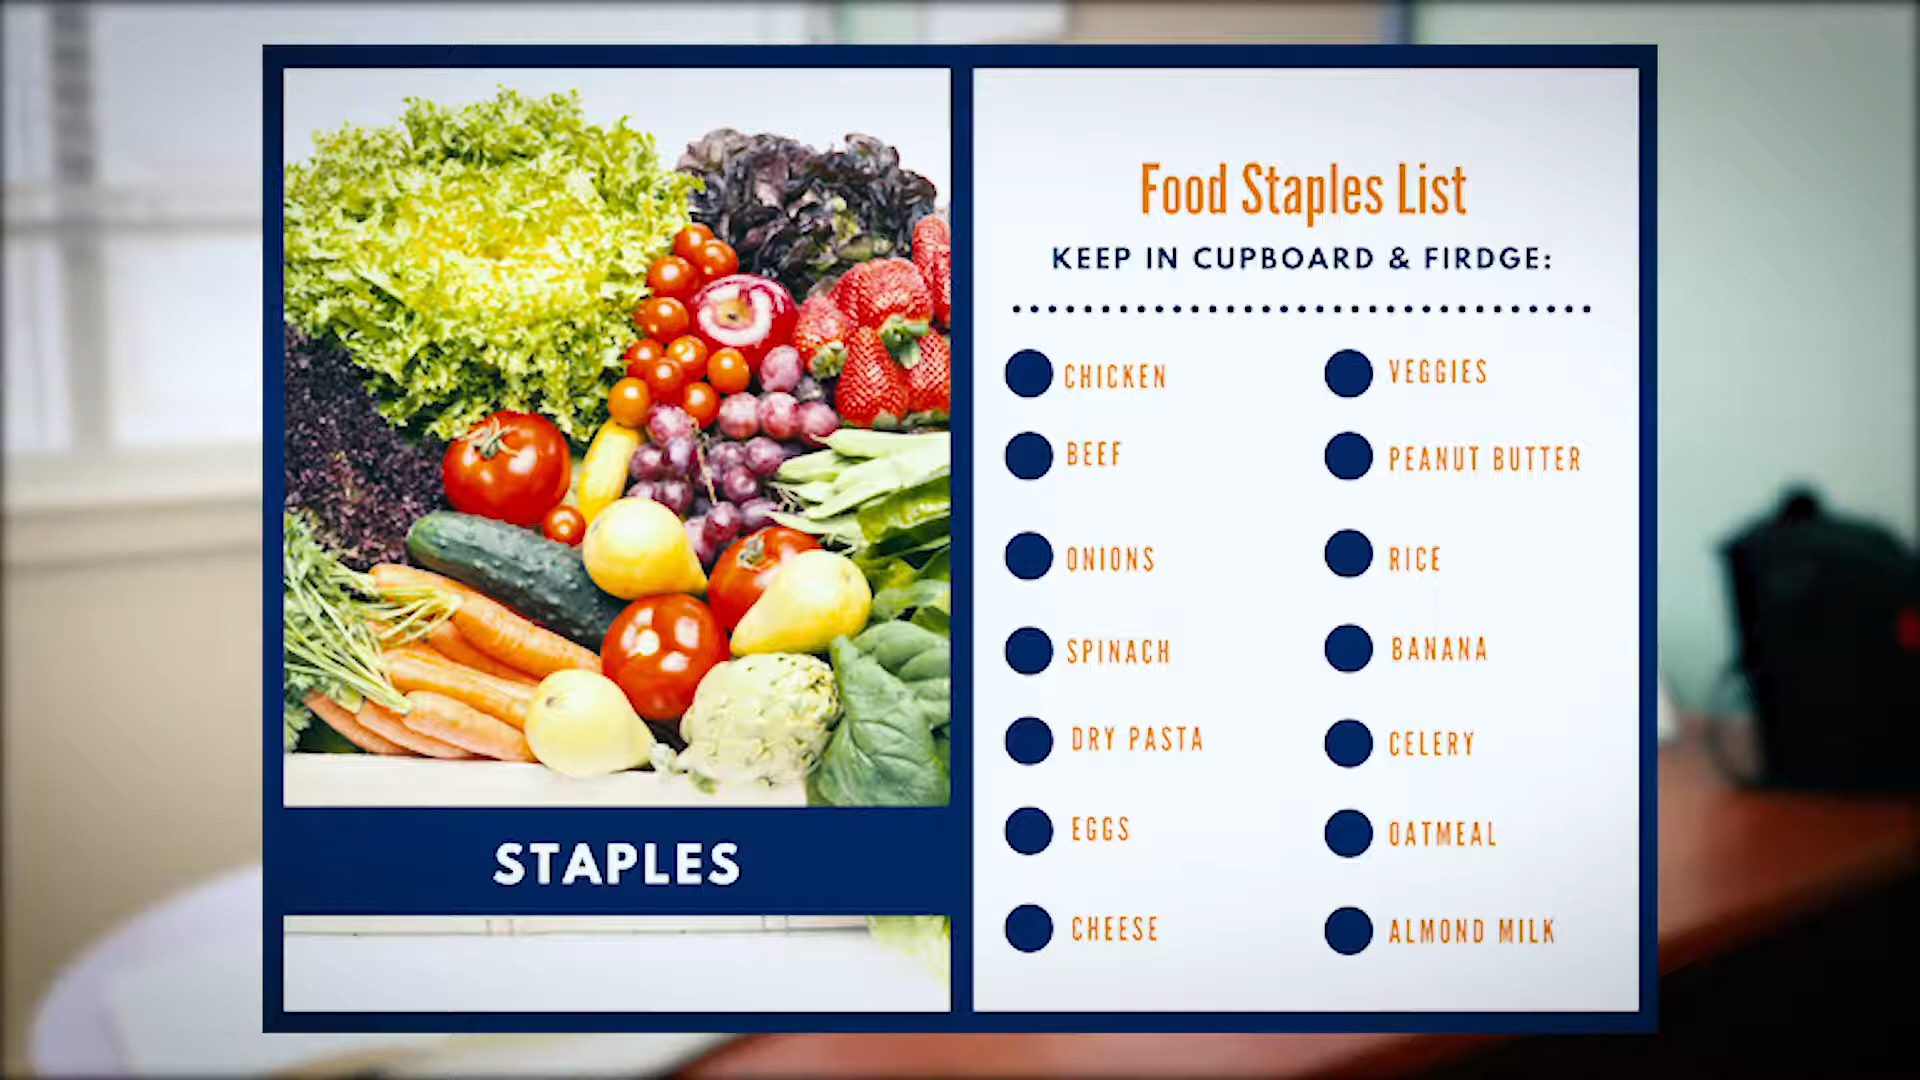 STAPLES
Food Staples List
KEEP IN CUPBOARD & FIRDGE:
CHICKEN
BEEF
ONIONS
SPINACH
DRY PASTA
EGGS
CHEESE
VEGGIES
PEANUT BUTTER
RICE
BANANA
CELERY
OATMEAL
ALMOND MILK